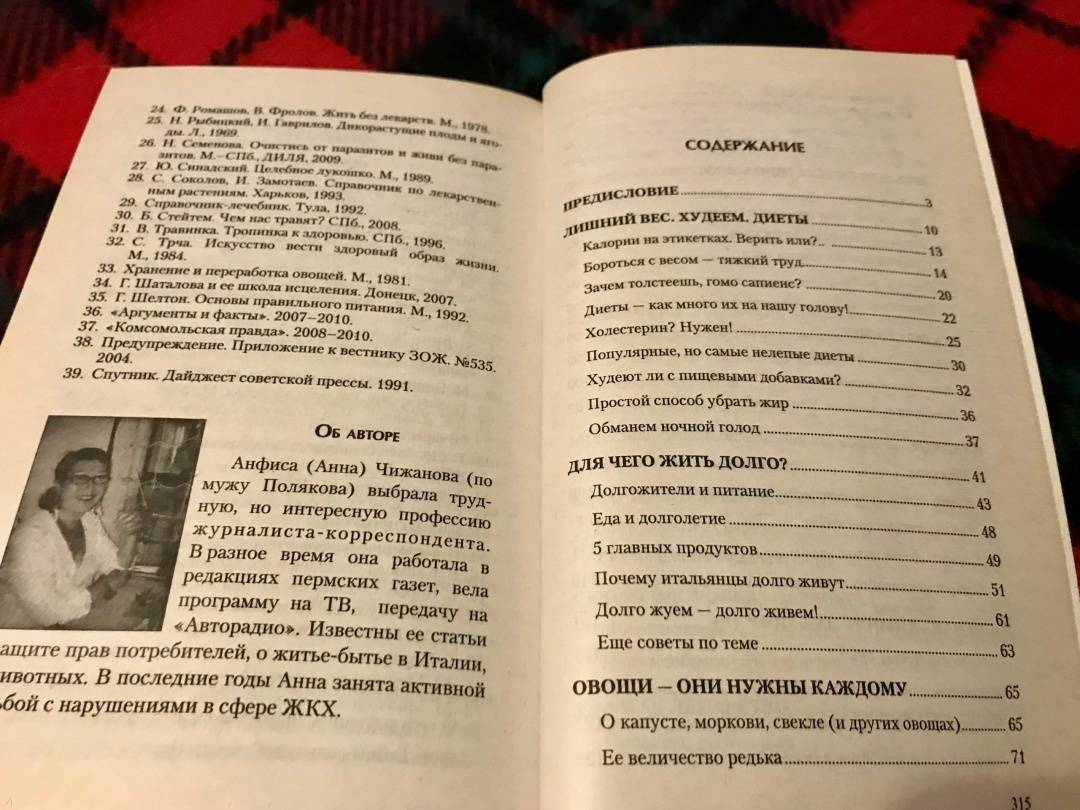 24. Ф. Ромашов, В. Фролов. Жить без лекарств. М., 1978.
25. Н. Рыбицкий, И. Гаврилов. Дикорастущие плоды и яго-
ды. Л., 1969.
26. Н. Семенова. Очистись от паразитов и живи без пара-
зитов. М.–СПб., ДИЛЯ, 2009.
27. Ю. Синадский. Целебное лукошко. М., 1989.
28. С. Соколов, И. Замотаев. Справочник по лекарствен-
ным растениям. Харьков, 1993.
29. Справочник-лечебник. Тула, 1992.
30. Б. Стейтем. Чем нас травят? СПб., 2008.
31. В. Травинка. Тропинка к здоровью. СПб., 1996.
32. С. Трча. Искусство вести здоровый образ жизни.
М., 1984.
33. Хранение и переработка овощей. М., 1981.
34. Г. Шаталова и ее школа исцеления. Донецк, 2007.
35. Г. Шелтон. Основы правильного питания. М., 1992.
36. «Аргументы и факты». 2007–2010.
37. «Комсомольская правда». 2008–2010.
38. Предупреждение. Приложение к вестнику ЗОЖ. №535.
2004.
39. Спутник. Дайджест советской прессы. 1991.
ОБ АВТОРЕ
Анфиса (Анна) Чижанова (по
мужу Полякова) выбрала труд-
ную, но интересную профессию
журналиста-корреспондента.
В разное время она работала в
редакциях пермских газет, вела
программу на ТВ, передачу на
«Авторадио». Известны ее статьи
ащите прав потребителей, о житье-бытье в Италии,
ивотных. В последние годы Анна занята активной
ьбой с нарушениями в сфере ЖКХ.
СОДЕРЖАНИЕ
ПРЕДИСЛОВИЕ 3
ЛИШНИЙ ВЕС. ХУДЕЕМ. ДИЕТЫ 10
Калории на этикетках. Верить или?.. 13
Бороться с весом — тяжкий труд 14
Зачем толстеешь, гомо сапиенс? 20
Диеты — как много их на нашу голову! 22
Холестерин? Нужен! 25
Популярные, но самые нелепые диеты 30
Худеют ли с пищевыми добавками? 32
Простой способ убрать жир 36
Обманем ночной голод 37
ДЛЯ ЧЕГО ЖИТЬ ДОЛГО? 41
Долгожители и питание 43
Еда и долголетие 48
5 главных продуктов 49
Почему итальянцы долго живут 51
Долго жуем — долго живем! 61
Еще советы по теме 63
ОВОЩИ — ОНИ НУЖНЫ КАЖДОМУ 65
О капусте, моркови, свекле (и других овощах) 65
Ее величество редька 71
315